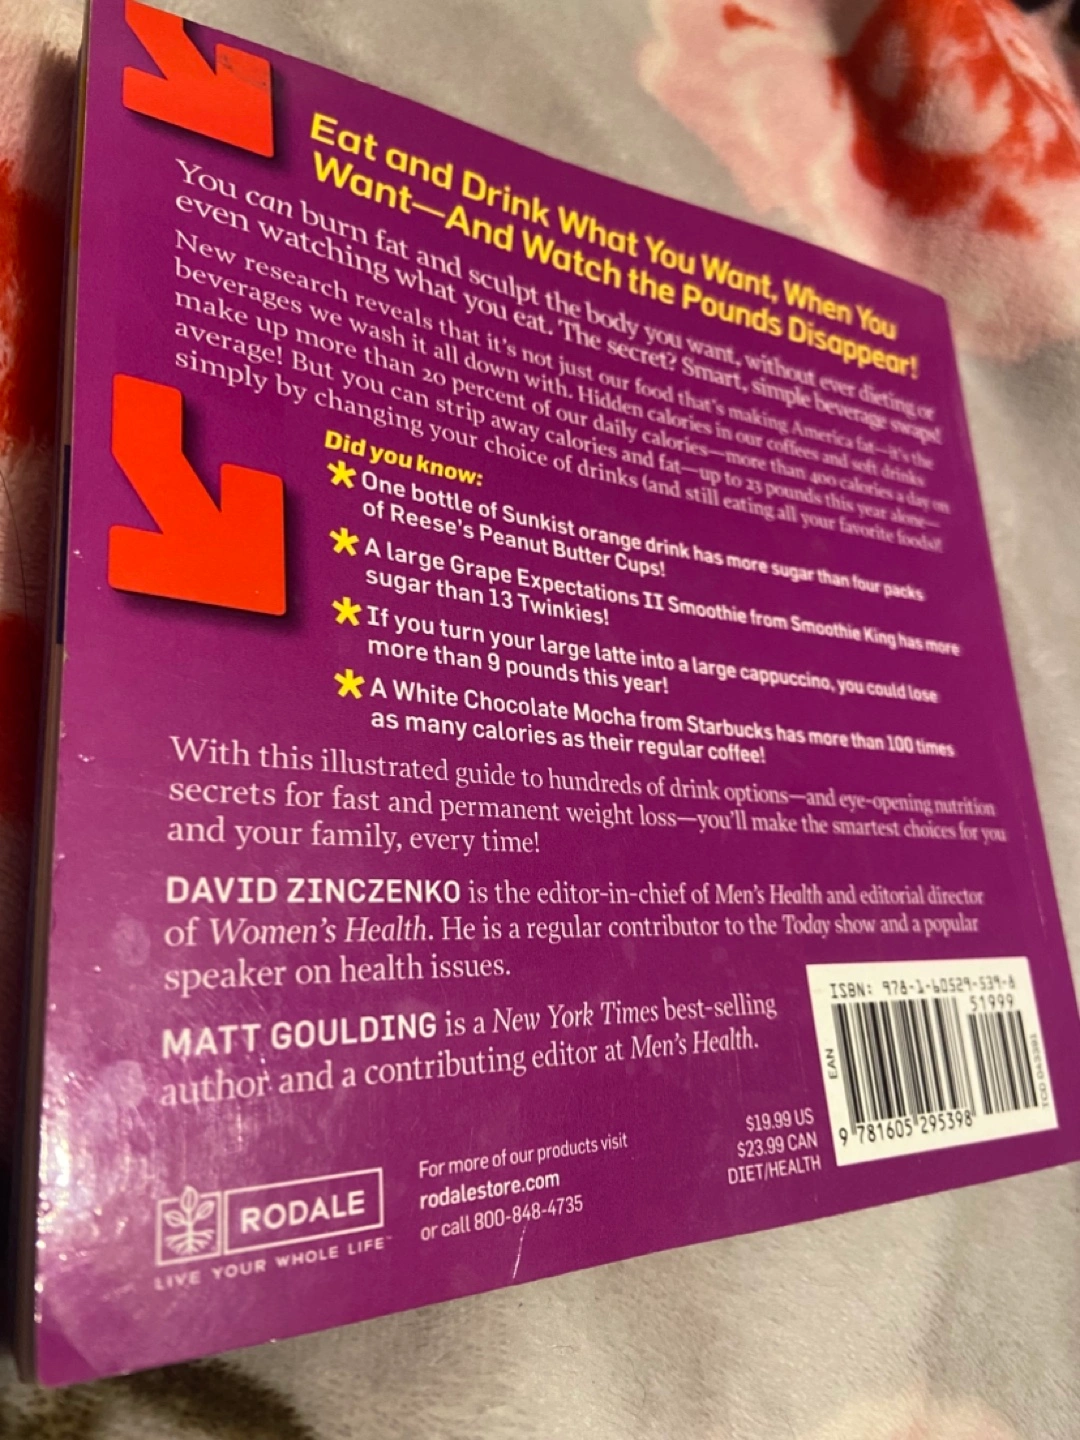 Eat and Drink What You Want, When You
Want—And Watch the Pounds Disappear!
You can burn fat and sculpt the body you want, without ever dieting or
even watching what you eat. The secret? Smart, simple beverage swaps!
New research reveals that it's not just our food that's making America fat—it's the
beverages we wash it all down with. Hidden calories in our coffees and soft drinks
make up more than 20 percent of our daily calories—more than 400 calories a day on
average! But you can strip away calories and fat—up to 23 pounds this year alone—
simply by changing your choice of drinks (and still eating all your favorite foods)!
Did you know:
* One bottle of Sunkist orange drink has more sugar than four packs
of Reese's Peanut Butter Cups!
* A large Grape Expectations II Smoothie from Smoothie King has more
sugar than 13 Twinkies!
* If you turn your large latte into a large cappuccino, you could lose
more than 9 pounds this year!
* A White Chocolate Mocha from Starbucks has more than 100 times
as many calories as their regular coffee!
With this illustrated guide to hundreds of drink options—and eye-opening nutrition
secrets for fast and permanent weight loss—you'll make the smartest choices for you
and your family, every time!
DAVID ZINCZENKO is the editor-in-chief of Men's Health and editorial director
of Women's Health. He is a regular contributor to the Today show and a popular
speaker on health issues.
MATT GOULDING is a New York Times best-selling
author and a contributing editor at Men's Health.
ISBN: 978-1-60529-539-8
51999
EAN
9 781605 295398
$19.99 US
$23.99 CAN
DIET/HEALTH
For more of our products visit
rodalestore.com
or call 800-848-4735
RODALE
LIVE YOUR WHOLE LIFE™